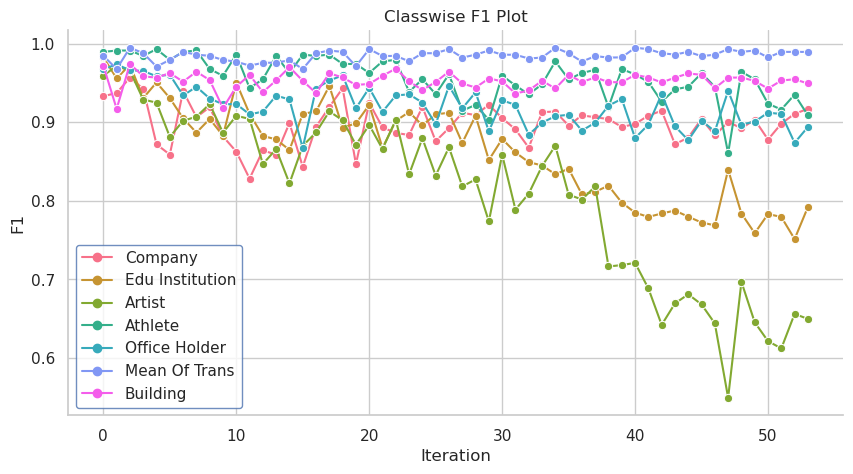 Classwise F1 Plot
1.0
0.9
0.8
0.7
0.6
F1
Company
Edu Institution
Artist
Athlete
Office Holder
Mean Of Trans
Building
0 10 20 30 40 50
Iteration